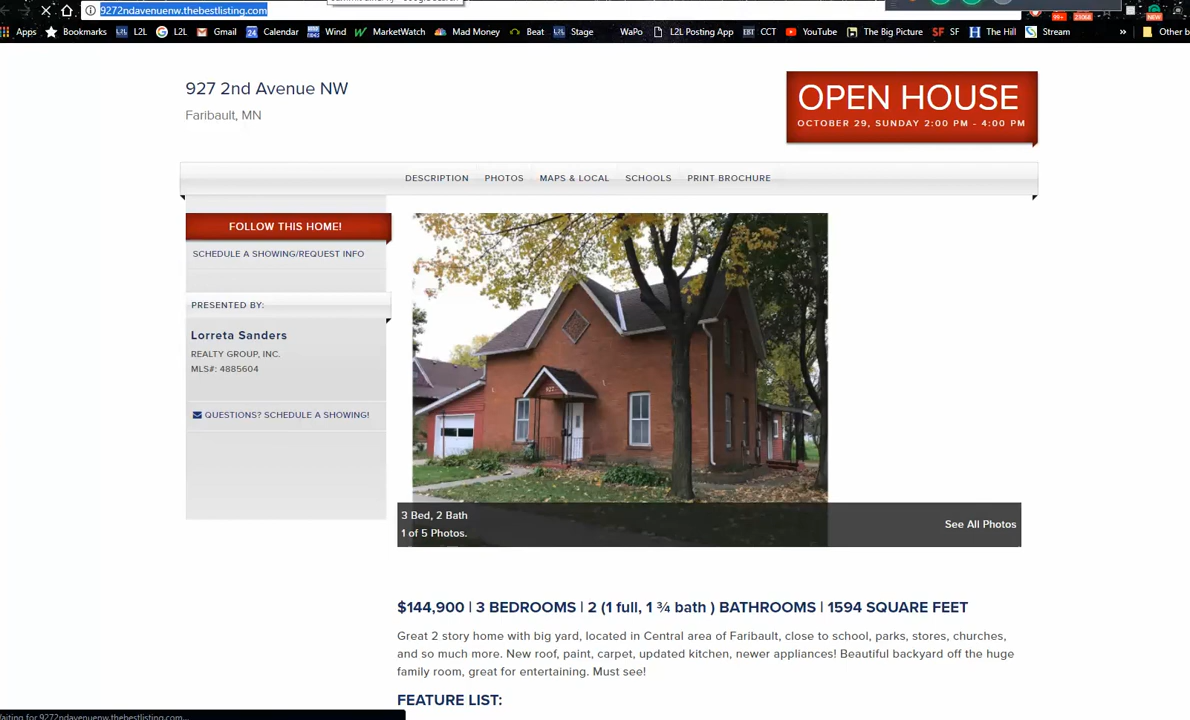 9272ndavenuenw.thebestlisting.com
Apps Bookmarks L2L L2L Gmail Calendar Wind MarketWatch Mad Money Beat Stage WaPo L2L Posting App CCT YouTube The Big Picture SF The Hill Stream » Other b
927 2nd Avenue NW
Faribault, MN
OPEN HOUSE
OCTOBER 29, SUNDAY 2:00 PM - 4:00 PM
DESCRIPTION PHOTOS MAPS & LOCAL SCHOOLS PRINT BROCHURE
FOLLOW THIS HOME!
SCHEDULE A SHOWING/REQUEST INFO
PRESENTED BY:
Lorreta Sanders
REALTY GROUP, INC.
MLS#: 4885604
QUESTIONS? SCHEDULE A SHOWING!
3 Bed, 2 Bath
1 of 5 Photos.
See All Photos
$144,900 | 3 BEDROOMS | 2 (1 full, 1 ¾ bath ) BATHROOMS | 1594 SQUARE FEET
Great 2 story home with big yard, located in Central area of Faribault, close to school, parks, stores, churches,
and so much more. New roof, paint, carpet, updated kitchen, newer appliances! Beautiful backyard off the huge
family room, great for entertaining. Must see!
FEATURE LIST:
Waiting for 9272ndavenuenw.thebestlisting.com...